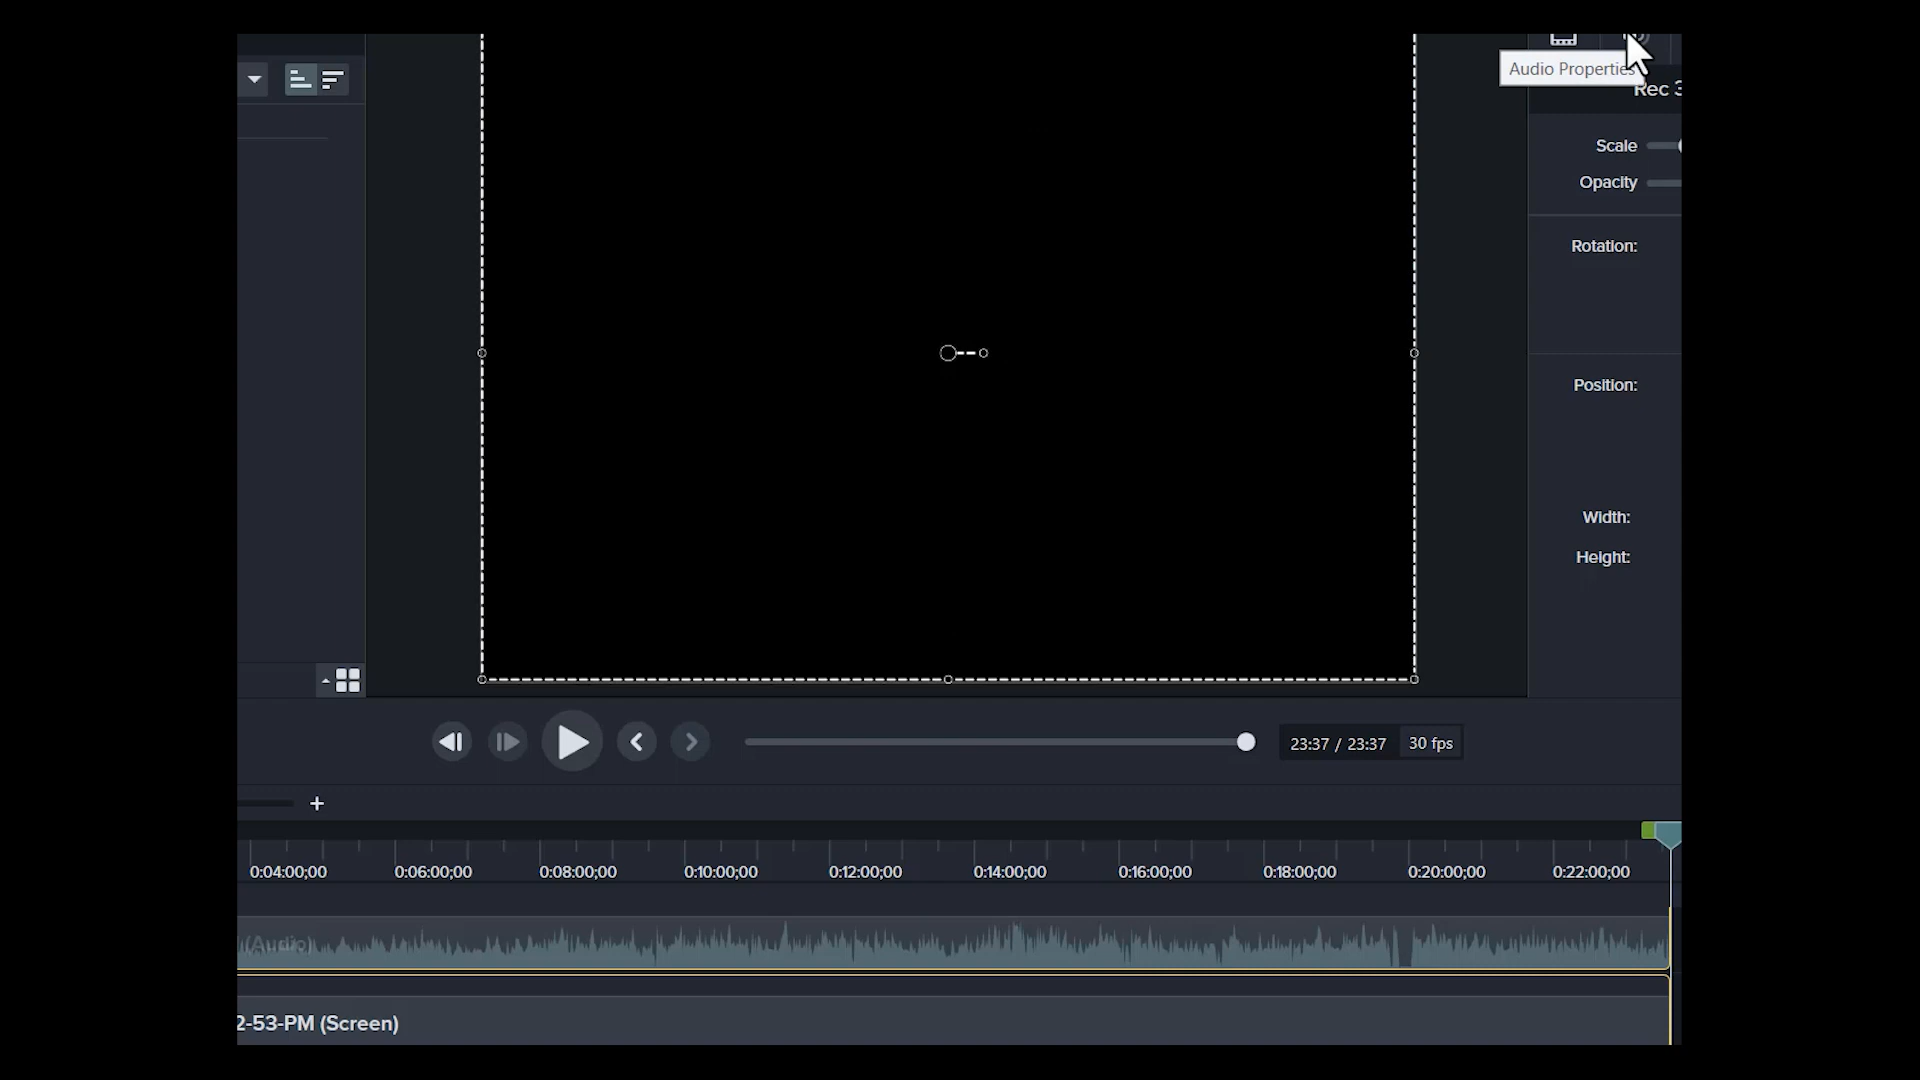 Audio Properties
Rec 3
Scale
Opacity
Rotation:
Position:
Width:
Height:
23:37 / 23:37 30 fps
0:04:00;00 0:06:00;00 0:08:00;00 0:10:00;00 0:12:00;00 0:14:00;00 0:16:00;00 0:18:00;00 0:20:00;00 0:22:00;00
(Audio)
2-53-PM (Screen)